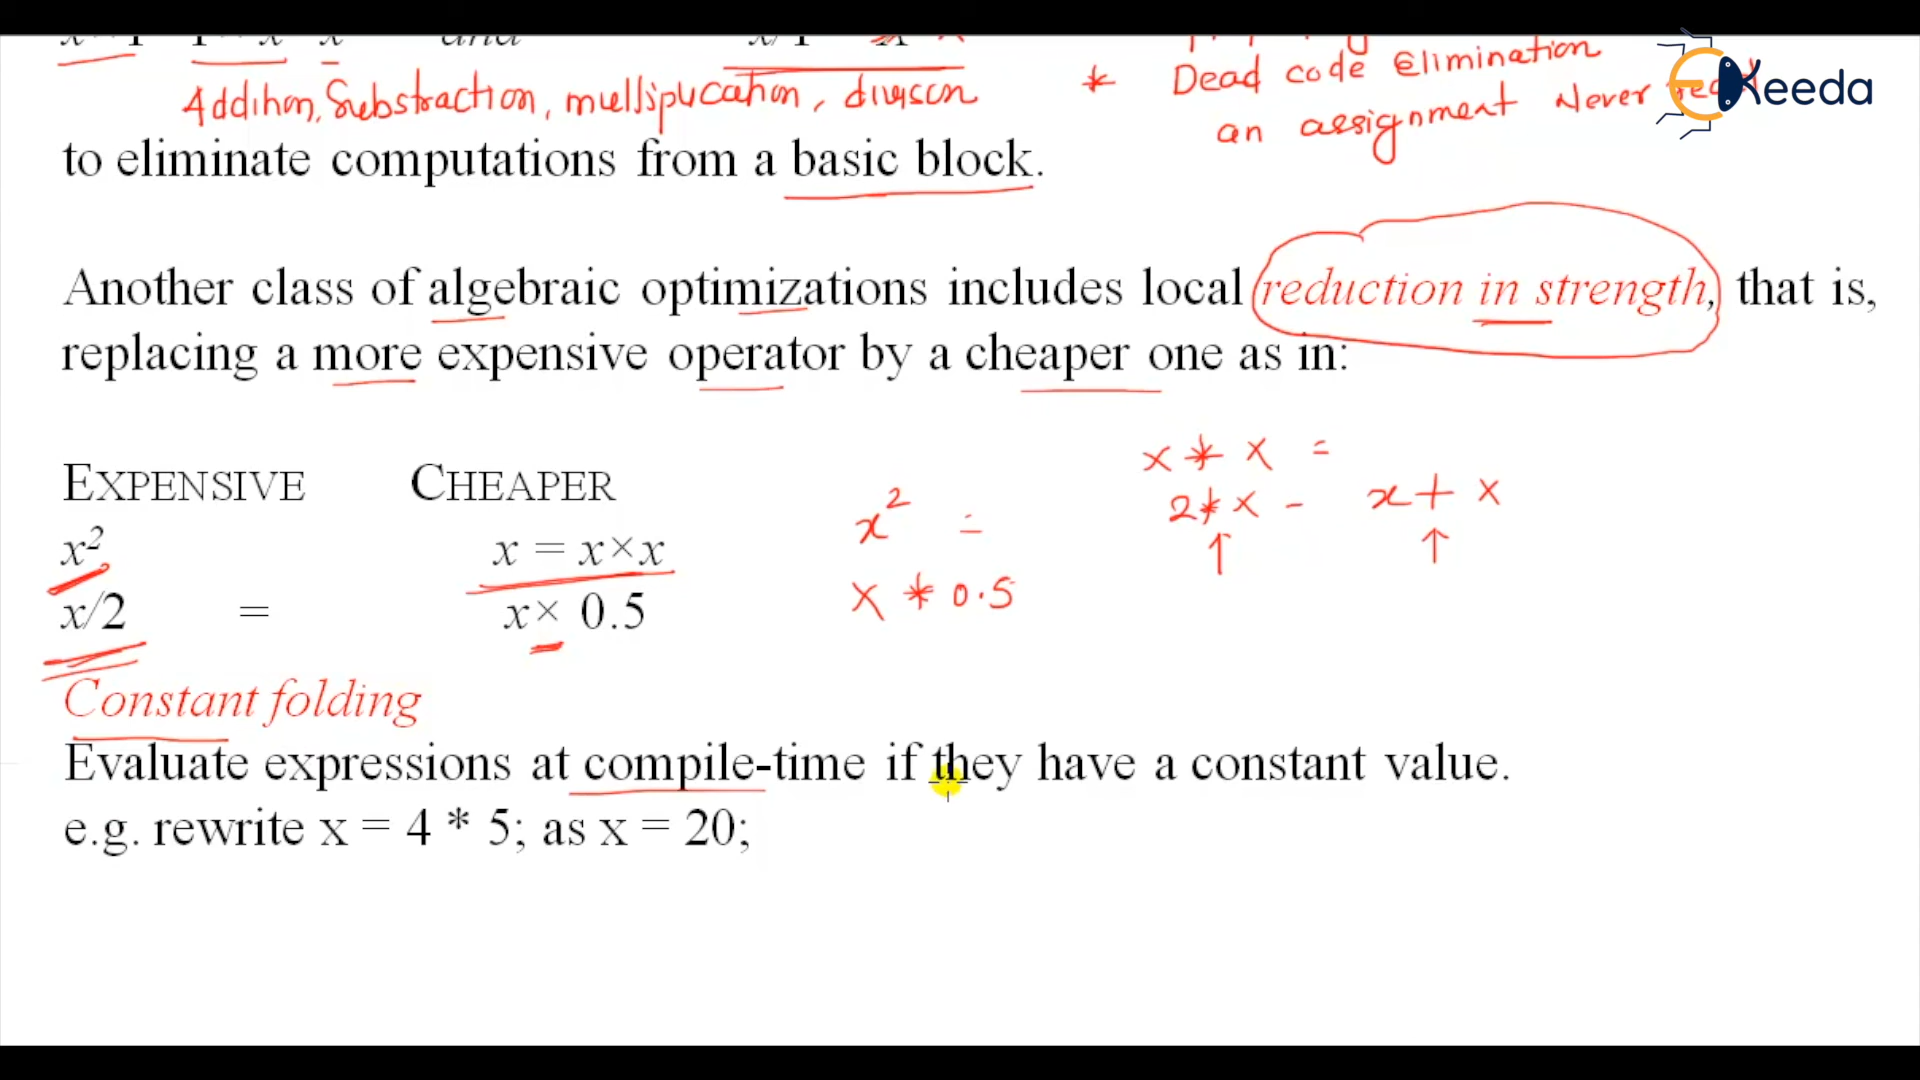 and
Addihon, Substraction, mulliplication, divison
* Dead code Elimination
an assignment Never read
Keeda
to eliminate computations from a basic block.
Another class of algebraic optimizations includes local reduction in strength, that is,
replacing a more expensive operator by a cheaper one as in:
x * x =
EXPENSIVE CHEAPER
2 * x - x + x
x² =
x² x = x×x
x/2 = x× 0.5
x * 0.5
Constant folding
Evaluate expressions at compile-time if they have a constant value.
e.g. rewrite x = 4 * 5; as x = 20;